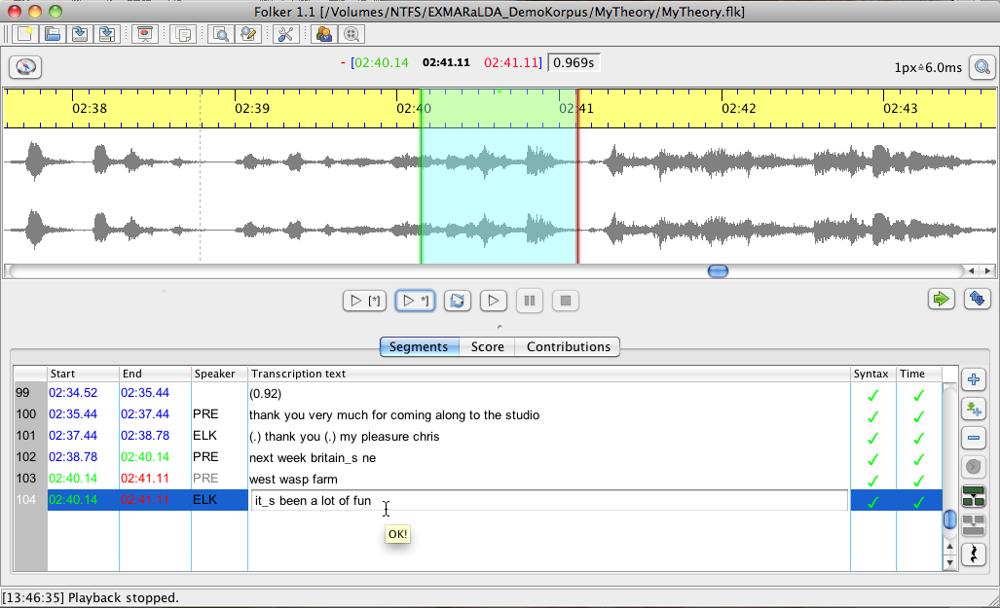 Folker 1.1 [/Volumes/NTFS/EXMARaLDA_DemoKorpus/MyTheory/MyTheory.flk]
- [02:40.14 02:41.11 02:41.11] 0.969s
1px≙6.0ms
02:38 02:39 02:40 02:41 02:42 02:43
[*] *]
Segments Score Contributions
Start End Speaker Transcription text Syntax Time
99 02:34.52 02:35.44 (0.92) ✓ ✓
100 02:35.44 02:37.44 PRE thank you very much for coming along to the studio ✓ ✓
101 02:37.44 02:38.78 ELK (.) thank you (.) my pleasure chris ✓ ✓
102 02:38.78 02:40.14 PRE next week britain_s ne ✓ ✓
103 02:40.14 02:41.11 PRE west wasp farm ✓ ✓
104 02:40.14 02:41.11 ELK it_s been a lot of fun ✓ ✓
OK!
[13:46:35] Playback stopped.